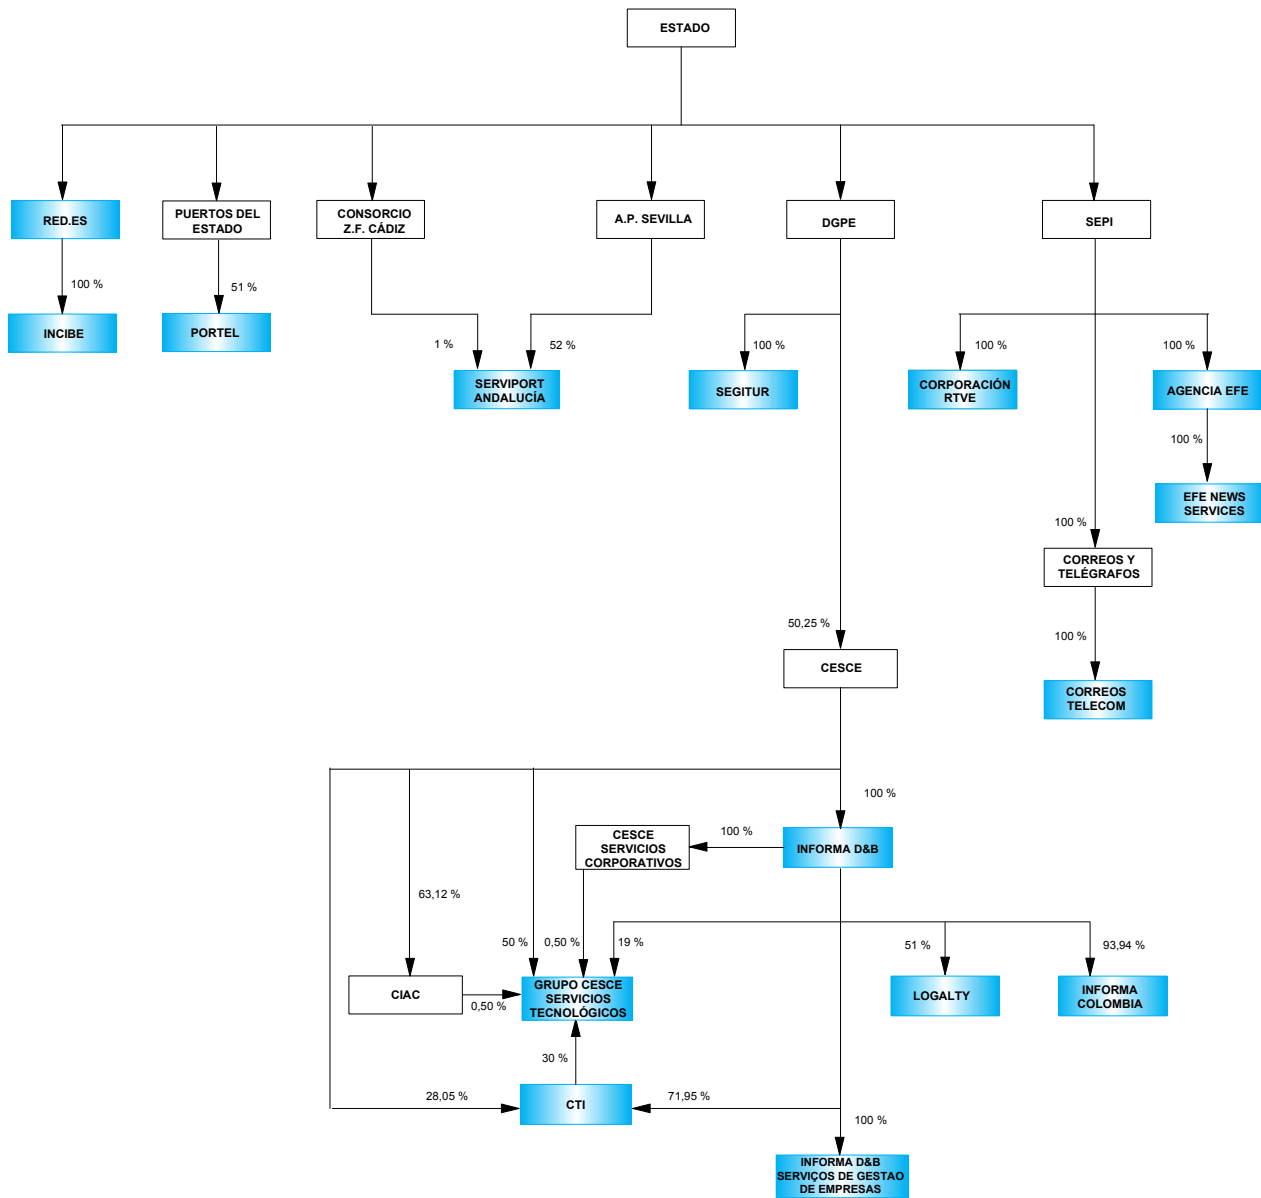 ESTADO
RED.ES
PUERTOS DEL
ESTADO
CONSORCIO
Z.F. CÁDIZ
A.P. SEVILLA
DGPE
SEPI
100 %
51 %
INCIBE
PORTEL
1 %
52 %
100 %
100 %
100 %
SERVIPORT
ANDALUCÍA
SEGITUR
CORPORACIÓN
RTVE
AGENCIA EFE
100 %
EFE NEWS
SERVICES
100 %
CORREOS Y
TELÉGRAFOS
50,25 %
100 %
CESCE
CORREOS
TELECOM
100 %
CESCE
SERVICIOS
CORPORATIVOS
100 %
INFORMA D&B
63,12 %
50 %
0,50 %
19 %
51 %
93,94 %
CIAC
0,50 %
GRUPO CESCE
SERVICIOS
TECNOLÓGICOS
LOGALTY
INFORMA
COLOMBIA
30 %
28,05 %
CTI
71,95 %
100 %
INFORMA D&B
SERVIÇOS DE GESTAO
DE EMPRESAS